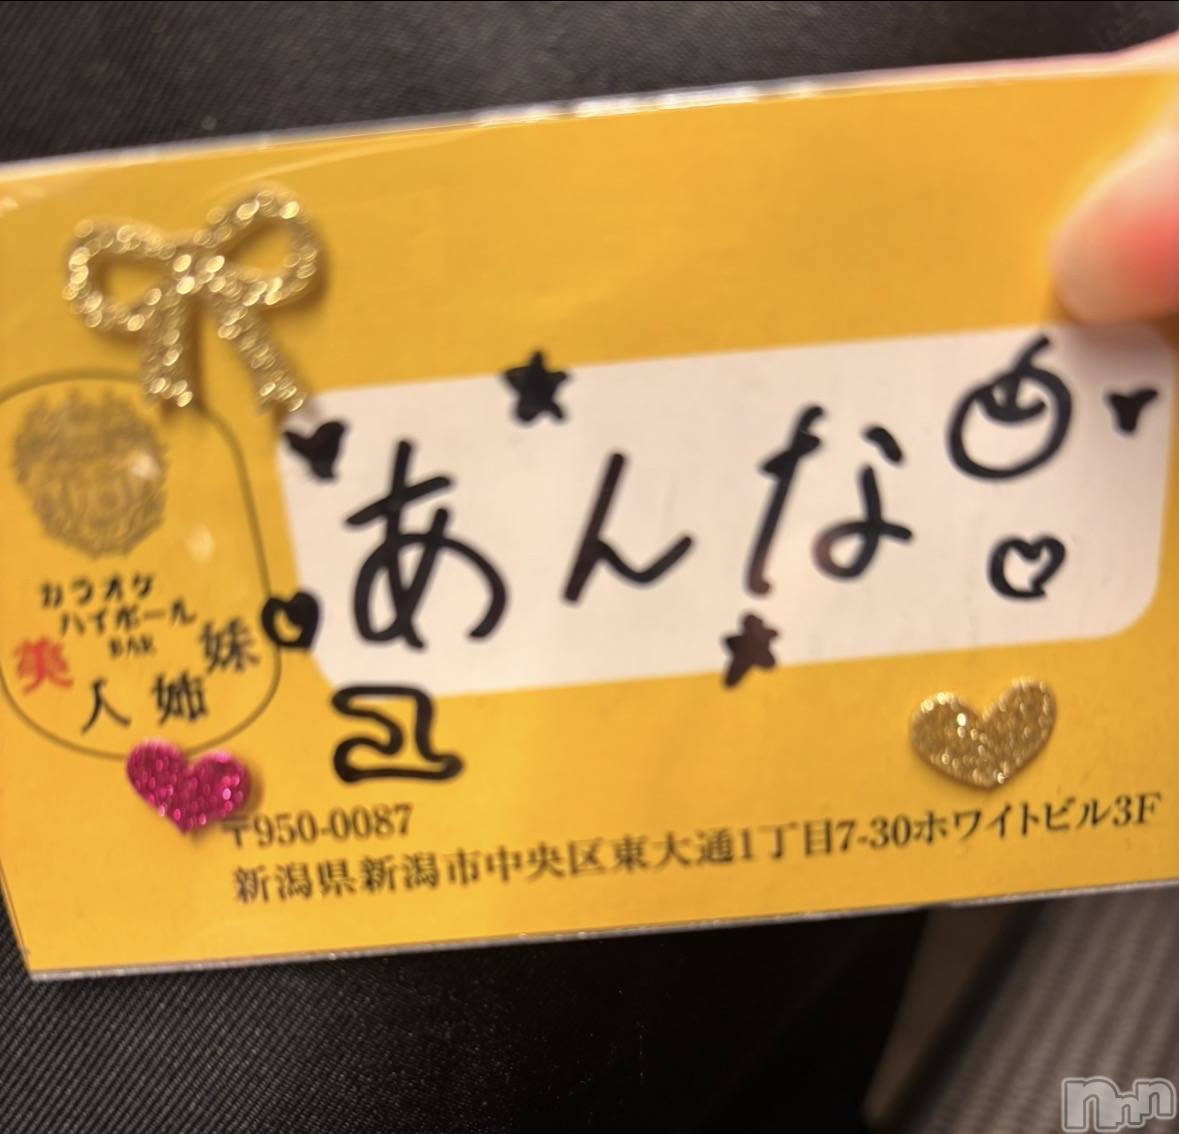 あんな
カラオケ
ハイボール
BAR
美人姉妹
〒950-0087
新潟県新潟市中央区東大通1丁目7-30ホワイトビル3F
nnn